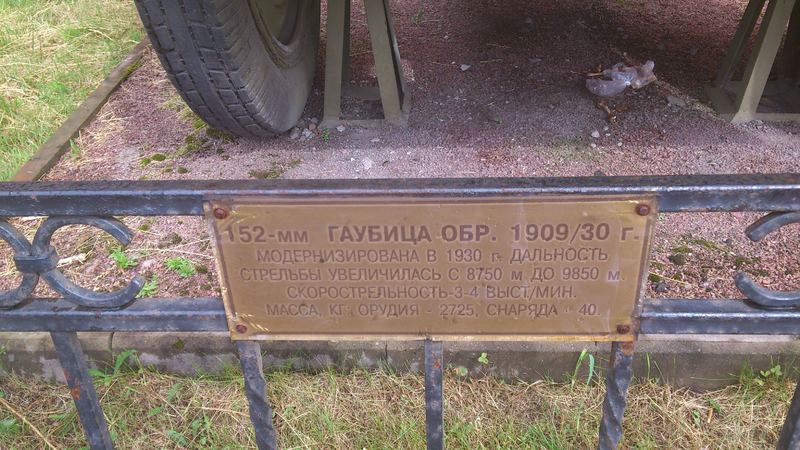 152-мм ГАУБИЦА ОБР. 1909/30 г.
МОДЕРНИЗИРОВАНА В 1930 г. ДАЛЬНОСТЬ
СТРЕЛЬБЫ УВЕЛИЧИЛАСЬ С 8750 м ДО 9850 м.
СКОРОСТРЕЛЬНОСТЬ-3-4 ВЫСТ/МИН.
МАССА, КГ: ОРУДИЯ - 2725, СНАРЯДА - 40.